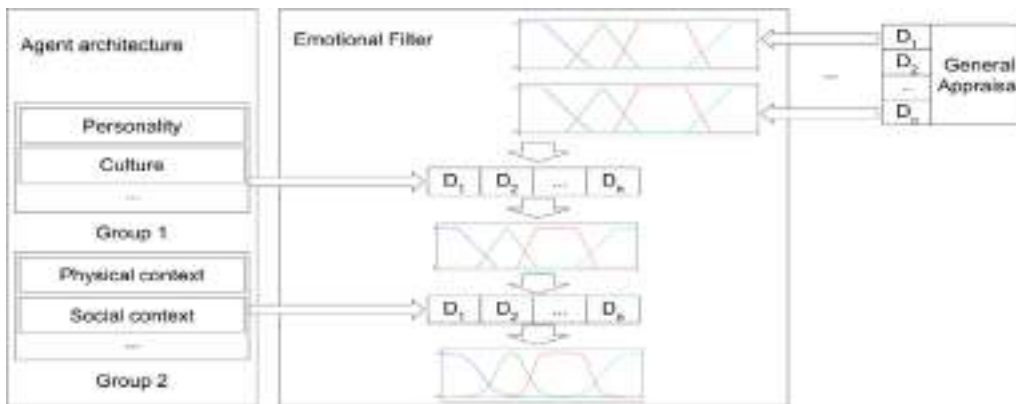 Agent architecture
Personality
Culture
...
Group 1
Physical context
Social context
...
Group 2
Emotional Filter
D1 D2 ... Dn
D1 D2 ... Dn
...
D1
D2
...
Dn
General
Appraisal